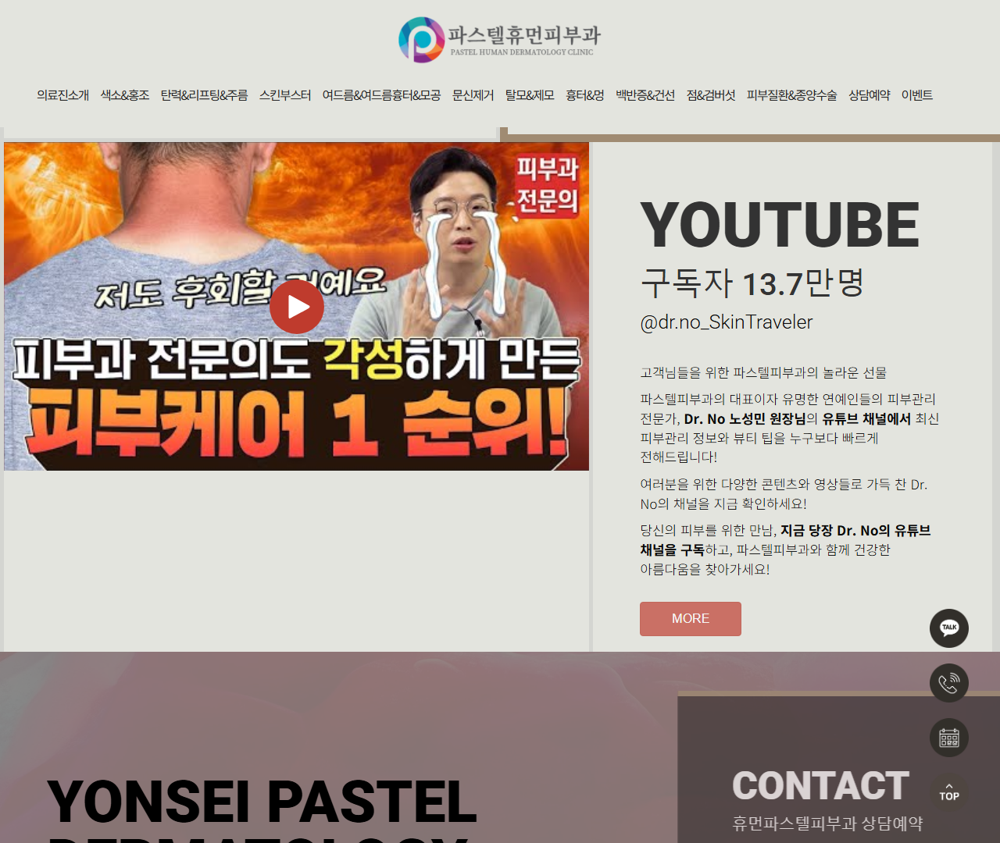 파스텔휴먼피부과
PASTEL HUMAN DERMATOLOGY CLINIC
의료진소개 색소&홍조 탄력&리프팅&주름 스킨부스터 여드름&여드름흉터&모공 문신제거 탈모&제모 흉터&멍 백반증&건선 점&검버섯 피부질환&종양수술 상담예약 이벤트
피부과
전문의
저도 후회할 거예요
피부과 전문의도 각성하게 만든
피부케어 1 순위!
YOUTUBE
구독자 13.7만명
@dr.no_SkinTraveler
고객님들을 위한 파스텔피부과의 놀라운 선물
파스텔피부과의 대표이자 유명한 연예인들의 피부관리
전문가, Dr. No 노성민 원장님의 유튜브 채널에서 최신
피부관리 정보와 뷰티 팁을 누구보다 빠르게
전해드립니다!
여러분을 위한 다양한 콘텐츠와 영상들로 가득 찬 Dr.
No의 채널을 지금 확인하세요!
당신의 피부를 위한 만남, 지금 당장 Dr. No의 유튜브
채널을 구독하고, 파스텔피부과와 함께 건강한
아름다움을 찾아가세요!
MORE
TALK
YONSEI PASTEL
DERMATOLOGY
CONTACT
휴먼파스텔피부과 상담예약
TOP